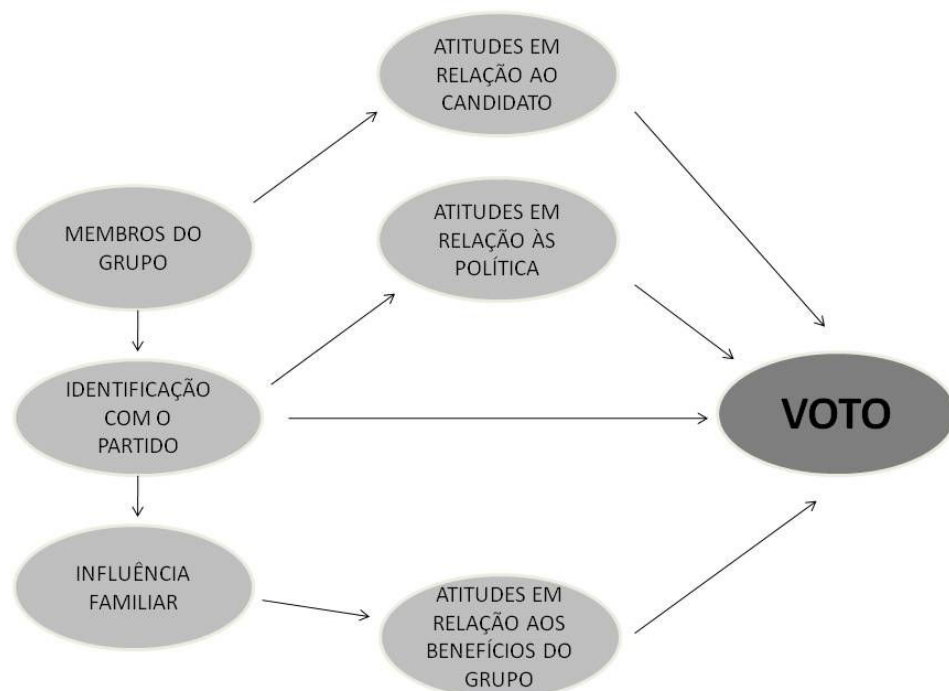 ATITUDES EM
RELAÇÃO AO
CANDIDATO
MEMBROS DO
GRUPO
ATITUDES EM
RELAÇÃO ÀS
POLÍTICA
IDENTIFICAÇÃO
COM O
PARTIDO
VOTO
INFLUÊNCIA
FAMILIAR
ATITUDES EM
RELAÇÃO AOS
BENEFÍCIOS DO
GRUPO